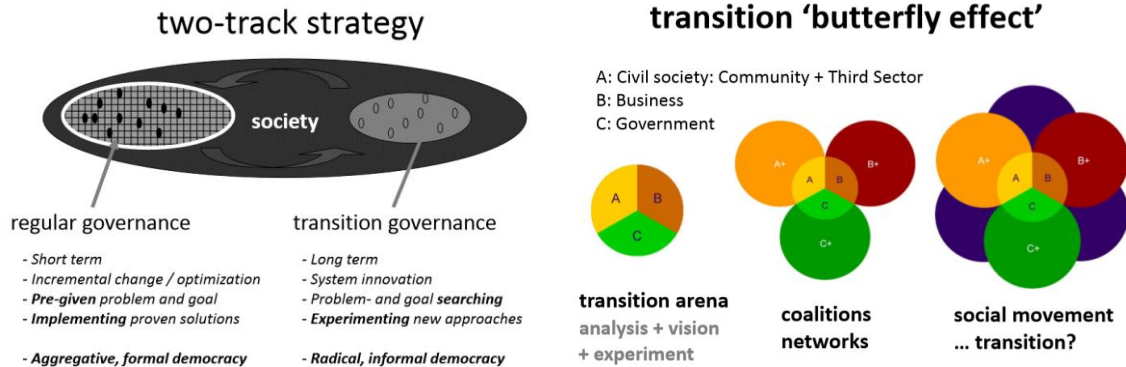 two-track strategy
society
regular governance
- Short term
- Incremental change / optimization
- Pre-given problem and goal
- Implementing proven solutions
- Aggregative, formal democracy
transition governance
- Long term
- System innovation
- Problem- and goal searching
- Experimenting new approaches
- Radical, informal democracy
transition ‘butterfly effect’
A: Civil society: Community + Third Sector
B: Business
C: Government
A
B
C
transition arena
analysis + vision
+ experiment
A+
B+
A
B
C
C+
coalitions
networks
A+
B+
A
B
C
C+
social movement
... transition?